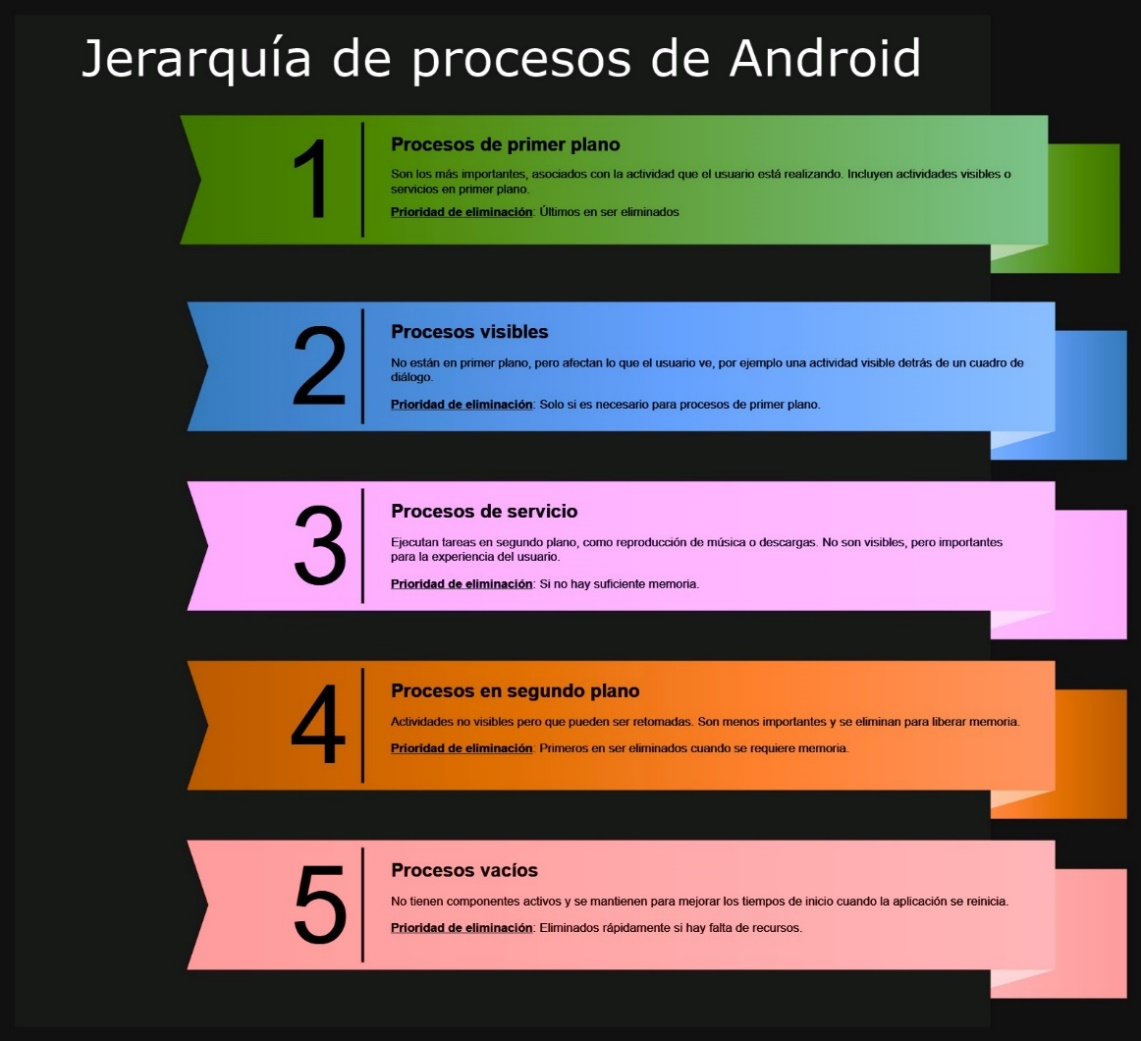 Jerarquía de procesos de Android
1
Procesos de primer plano
Son los más importantes, asociados con la actividad que el usuario está realizando. Incluyen actividades visibles o
servicios en primer plano.
Prioridad de eliminación: Últimos en ser eliminados
2
Procesos visibles
No están en primer plano, pero afectan lo que el usuario ve, por ejemplo una actividad visible detrás de un cuadro de
diálogo.
Prioridad de eliminación: Solo si es necesario para procesos de primer plano.
3
Procesos de servicio
Ejecutan tareas en segundo plano, como reproducción de música o descargas. No son visibles, pero importantes
para la experiencia del usuario.
Prioridad de eliminación: Si no hay suficiente memoria.
4
Procesos en segundo plano
Actividades no visibles pero que pueden ser retomadas. Son menos importantes y se eliminan para liberar memoria.
Prioridad de eliminación: Primeros en ser eliminados cuando se requiere memoria.
5
Procesos vacíos
No tienen componentes activos y se mantienen para mejorar los tiempos de inicio cuando la aplicación se reinicia.
Prioridad de eliminación: Eliminados rápidamente si hay falta de recursos.